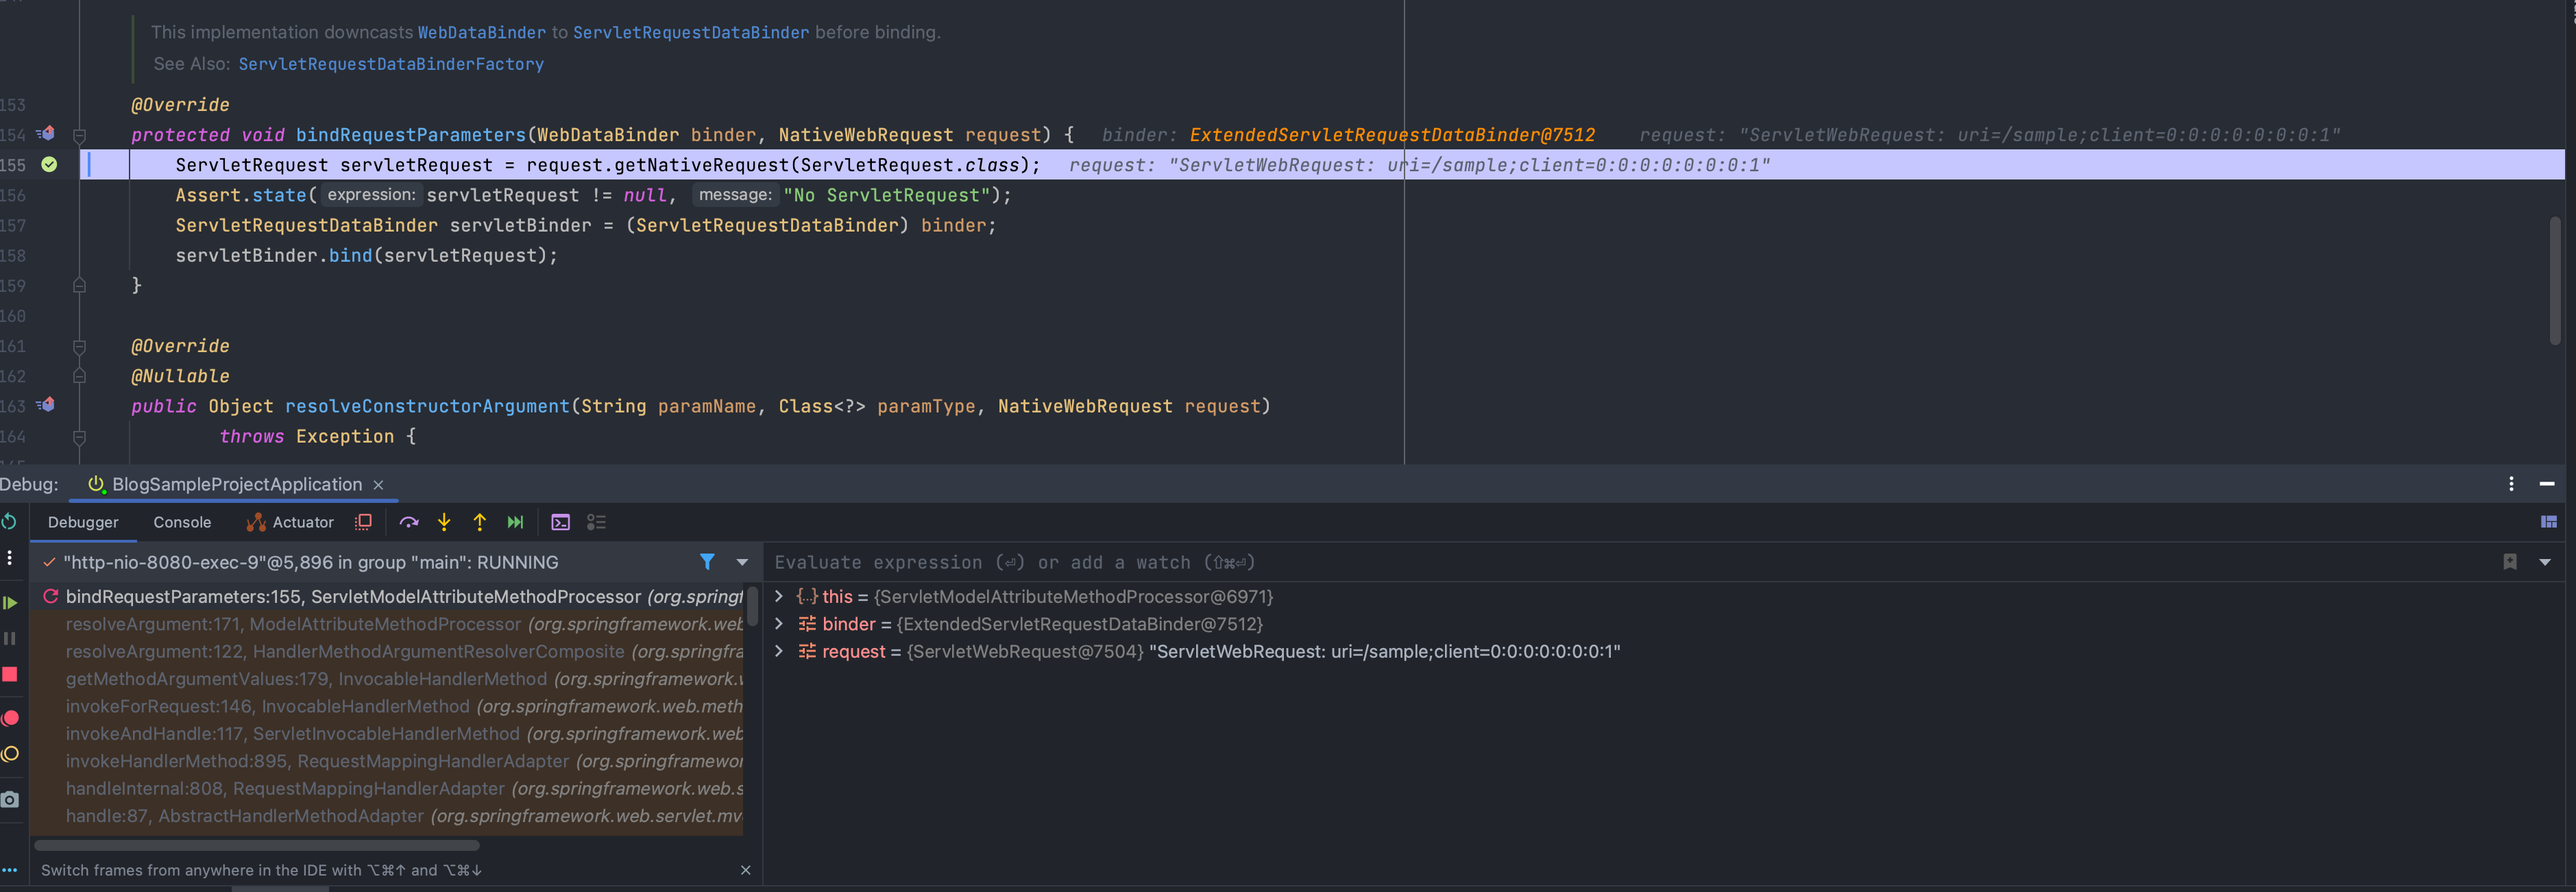 This implementation downcasts WebDataBinder to ServletRequestDataBinder before binding.
See Also: ServletRequestDataBinderFactory
153 @Override
154 protected void bindRequestParameters(WebDataBinder binder, NativeWebRequest request) { binder: ExtendedServletRequestDataBinder@7512 request: "ServletWebRequest: uri=/sample;client=0:0:0:0:0:0:0:1"
155 ServletRequest servletRequest = request.getNativeRequest(ServletRequest.class); request: "ServletWebRequest: uri=/sample;client=0:0:0:0:0:0:0:1"
156 Assert.state( expression: servletRequest != null, message: "No ServletRequest");
157 ServletRequestDataBinder servletBinder = (ServletRequestDataBinder) binder;
158 servletBinder.bind(servletRequest);
159 }
160
161 @Override
162 @Nullable
163 public Object resolveConstructorArgument(String paramName, Class<?> paramType, NativeWebRequest request)
164 throws Exception {
Debug: BlogSampleProjectApplication ×
Debugger Console Actuator
"http-nio-8080-exec-9"@5,896 in group "main": RUNNING
Evaluate expression (⏎) or add a watch (⇧⌘⏎)
bindRequestParameters:155, ServletModelAttributeMethodProcessor (org.springf
resolveArgument:171, ModelAttributeMethodProcessor (org.springframework.web
resolveArgument:122, HandlerMethodArgumentResolverComposite (org.springfra
getMethodArgumentValues:179, InvocableHandlerMethod (org.springframework.w
invokeForRequest:146, InvocableHandlerMethod (org.springframework.web.meth
invokeAndHandle:117, ServletInvocableHandlerMethod (org.springframework.web
invokeHandlerMethod:895, RequestMappingHandlerAdapter (org.springframewor
handleInternal:808, RequestMappingHandlerAdapter (org.springframework.web.s
handle:87, AbstractHandlerMethodAdapter (org.springframework.web.servlet.mv
this = {ServletModelAttributeMethodProcessor@6971}
binder = {ExtendedServletRequestDataBinder@7512}
request = {ServletWebRequest@7504} "ServletWebRequest: uri=/sample;client=0:0:0:0:0:0:0:1"
Switch frames from anywhere in the IDE with ⌥⌘↑ and ⌥⌘↓